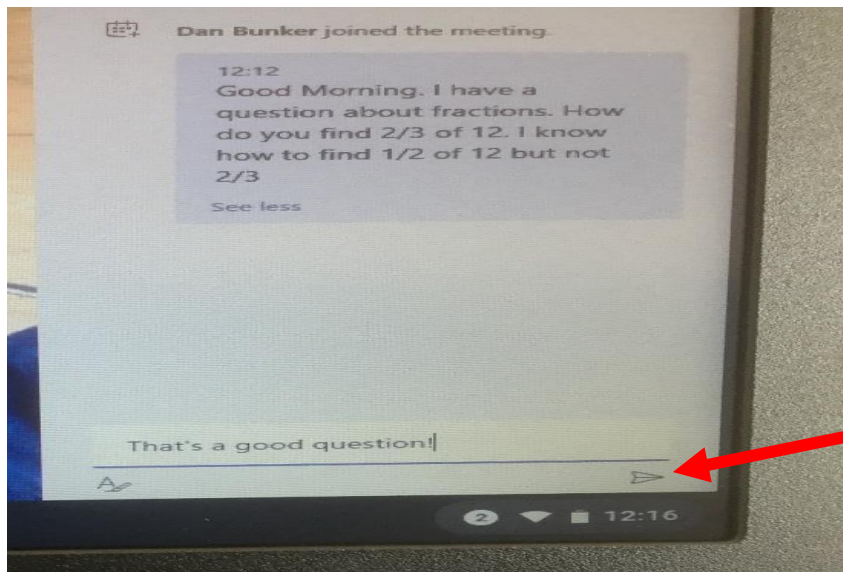 Dan Bunker joined the meeting.
12:12
Good Morning. I have a
question about fractions. How
do you find 2/3 of 12. I know
how to find 1/2 of 12 but not
2/3
See less
That's a good question!
2 12:16